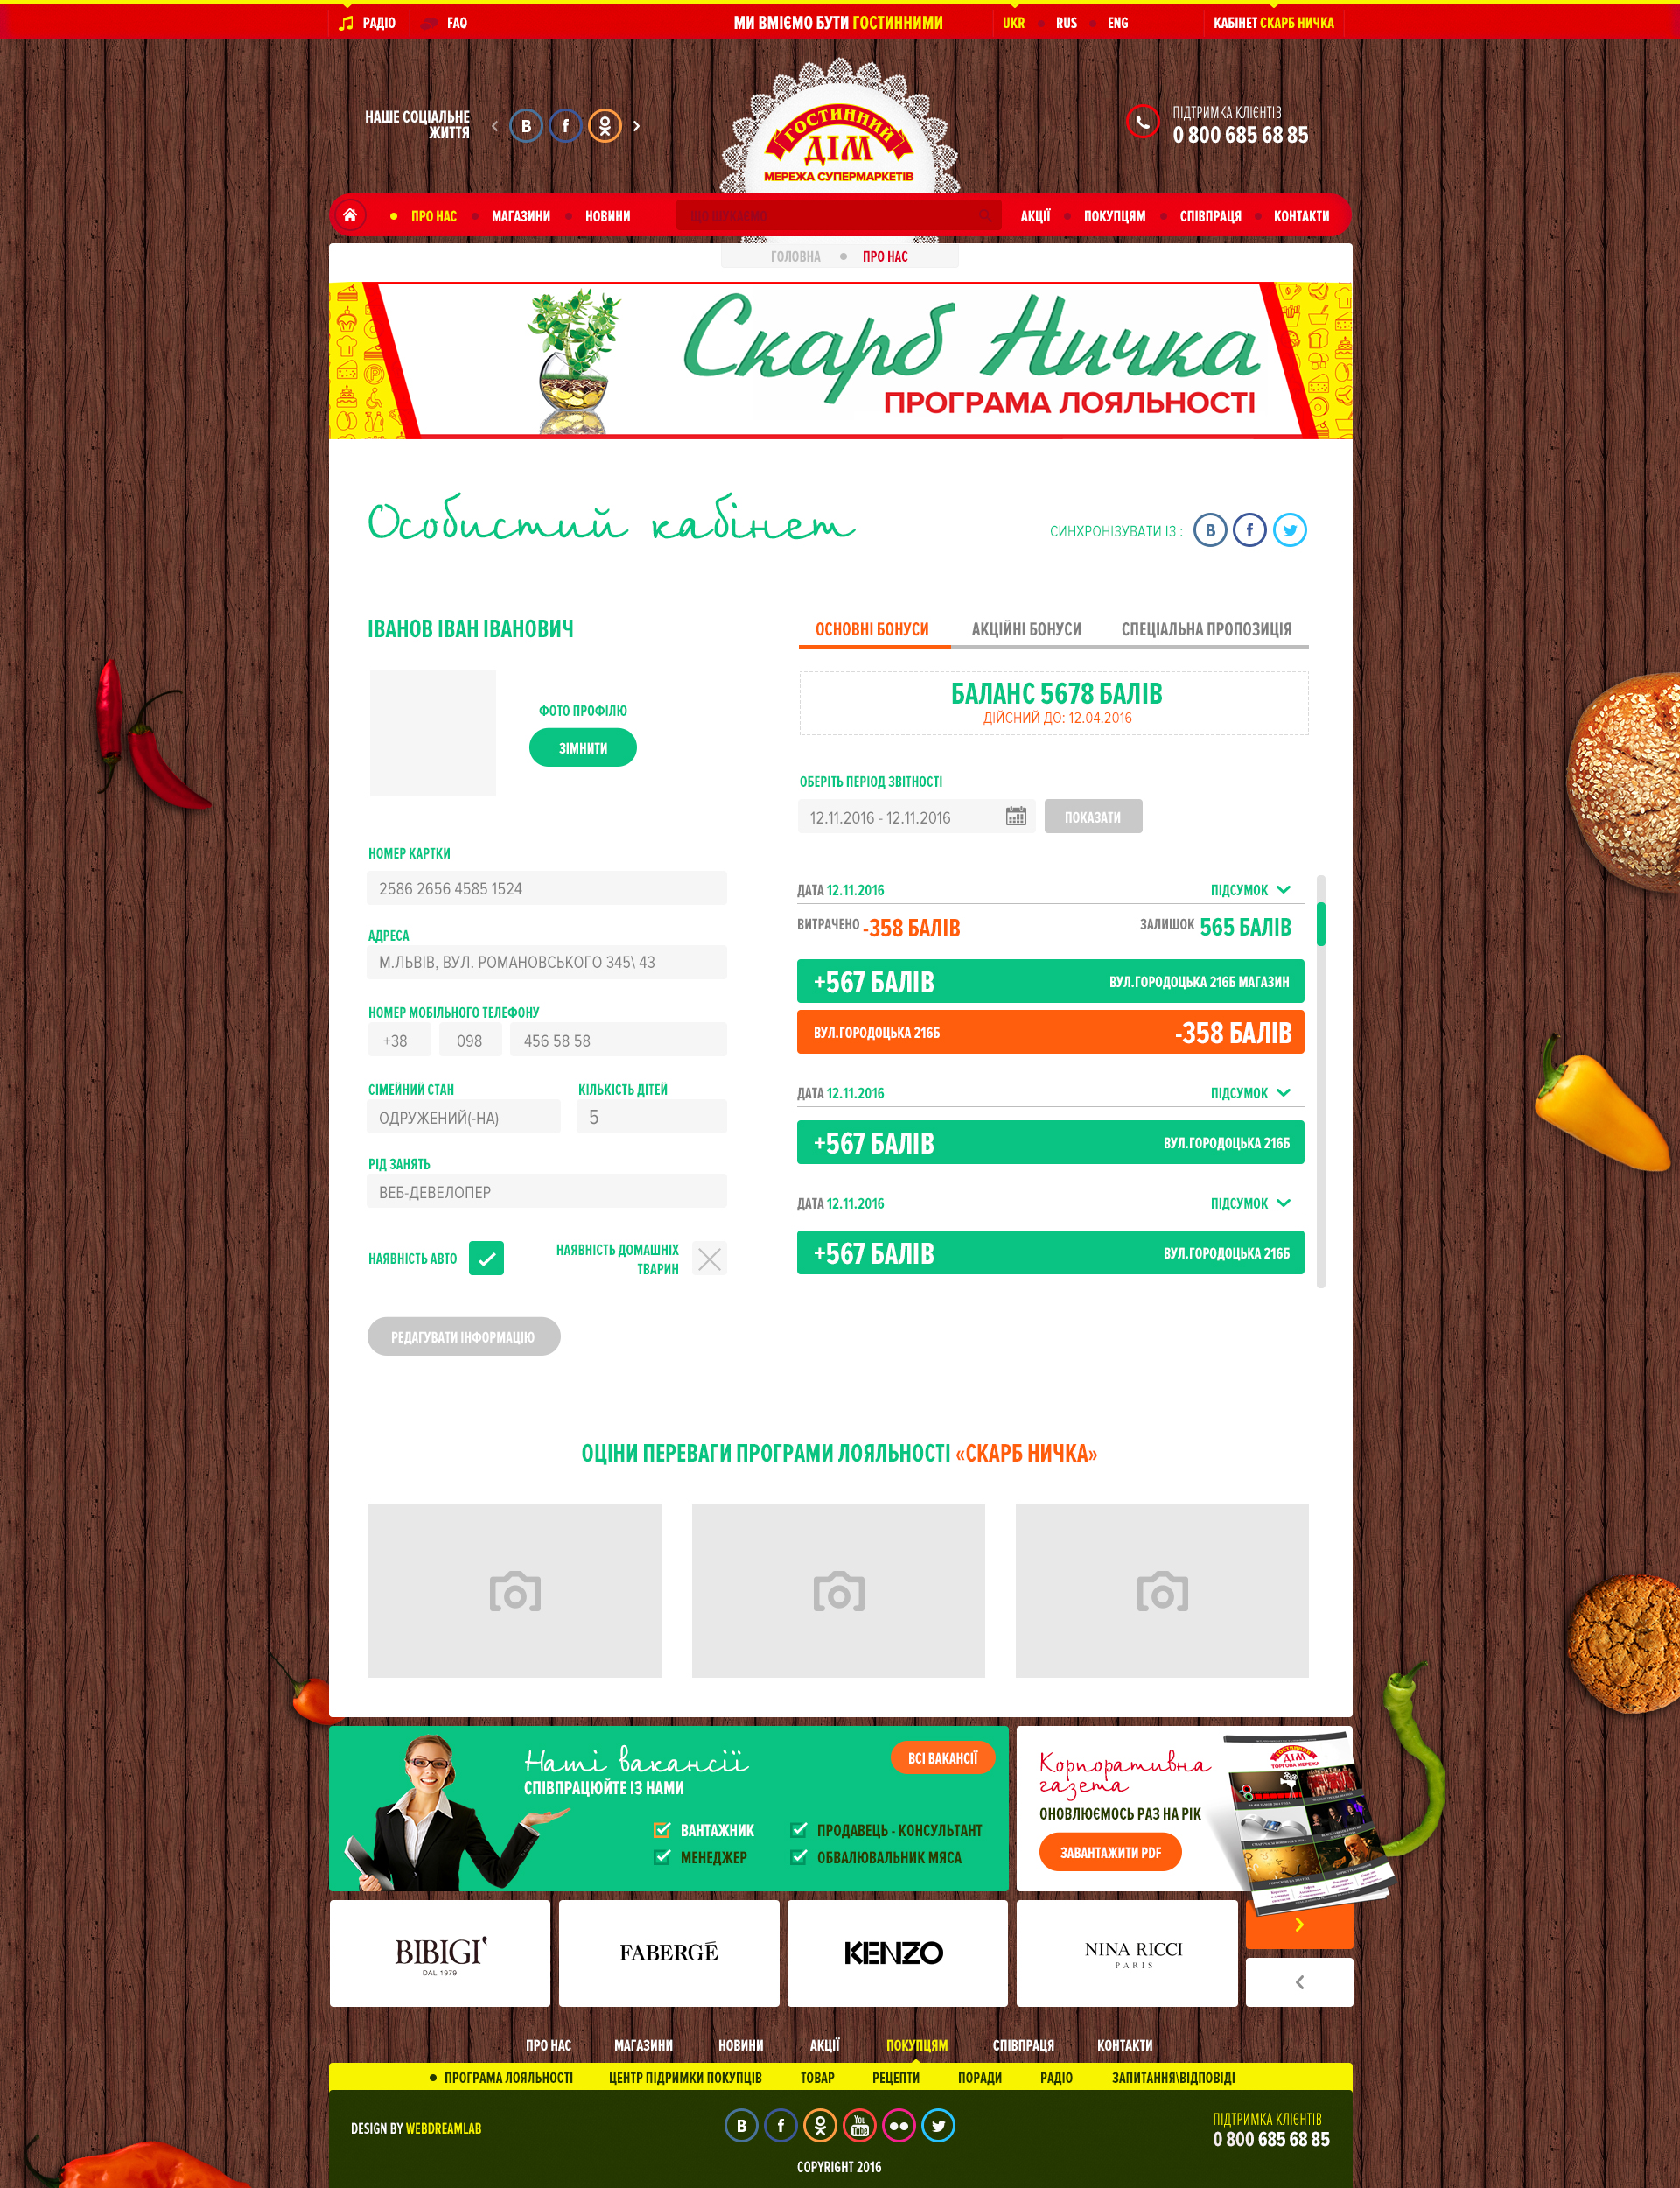 РАДІО
FAQ
МИ ВМІЄМО БУТИ ГОСТИННИМИ
UKR
RUS
ENG
КАБІНЕТ СКАРБ НИЧКА
НАШЕ СОЦІАЛЬНЕ
ЖИТТЯ
ГОСТИННИЙ
ДІМ
МЕРЕЖА СУПЕРМАРКЕТІВ
ПІДТРИМКА КЛІЄНТІВ
0 800 685 68 85
ПРО НАС
МАГАЗИНИ
НОВИНИ
ЩО ШУКАЄМО
АКЦІЇ
ПОКУПЦЯМ
СПІВПРАЦЯ
КОНТАКТИ
ГОЛОВНА
ПРО НАС
Скарб Ничка
ПРОГРАМА ЛОЯЛЬНОСТІ
Особистий кабінет
СИНХРОНІЗУВАТИ ІЗ :
ІВАНОВ ІВАН ІВАНОВИЧ
ФОТО ПРОФІЛЮ
ЗІМНИТИ
НОМЕР КАРТКИ
2586 2656 4585 1524
АДРЕСА
М.ЛЬВІВ, ВУЛ. РОМАНОВСЬКОГО 345\ 43
НОМЕР МОБІЛЬНОГО ТЕЛЕФОНУ
+38
098
456 58 58
СІМЕЙНИЙ СТАН
КІЛЬКІСТЬ ДІТЕЙ
ОДРУЖЕНИЙ(-НА)
5
РІД ЗАНЯТЬ
ВЕБ-ДЕВЕЛОПЕР
НАЯВНІСТЬ АВТО
НАЯВНІСТЬ ДОМАШНІХ
ТВАРИН
РЕДАГУВАТИ ІНФОРМАЦІЮ
ОСНОВНІ БОНУСИ
АКЦІЙНІ БОНУСИ
СПЕЦІАЛЬНА ПРОПОЗИЦІЯ
БАЛАНС 5678 БАЛІВ
ДІЙСНИЙ ДО: 12.04.2016
ОБЕРІТЬ ПЕРІОД ЗВІТНОСТІ
12.11.2016 - 12.11.2016
ПОКАЗАТИ
ДАТА 12.11.2016
ПІДСУМОК
ВИТРАЧЕНО -358 БАЛІВ
ЗАЛИШОК 565 БАЛІВ
+567 БАЛІВ
ВУЛ.ГОРОДОЦЬКА 216Б МАГАЗИН
ВУЛ.ГОРОДОЦЬКА 216Б
-358 БАЛІВ
ДАТА 12.11.2016
ПІДСУМОК
+567 БАЛІВ
ВУЛ.ГОРОДОЦЬКА 216Б
ДАТА 12.11.2016
ПІДСУМОК
+567 БАЛІВ
ВУЛ.ГОРОДОЦЬКА 216Б
ОЦІНИ ПЕРЕВАГИ ПРОГРАМИ ЛОЯЛЬНОСТІ «СКАРБ НИЧКА»
Наті вакансії
СПІВПРАЦЮЙТЕ ІЗ НАМИ
ВСІ ВАКАНСІЇ
ВАНТАЖНИК
ПРОДАВЕЦЬ - КОНСУЛЬТАНТ
МЕНЕДЖЕР
ОБВАЛЮВАЛЬНИК МЯСА
Корпоративна
газета
ОНОВЛЮЄМОСЬ РАЗ НА РІК
ЗАВАНТАЖИТИ PDF
ГОСТИННИЙ
ДІМ
ТОРГОВА МЕРЕЖА
BIBIGI
DAL 1979
FABERGÉ
KENZO
NINA RICCI
PARIS
ПРО НАС
МАГАЗИНИ
НОВИНИ
АКЦІЇ
ПОКУПЦЯМ
СПІВПРАЦЯ
КОНТАКТИ
ПРОГРАМА ЛОЯЛЬНОСТІ
ЦЕНТР ПІДРИМКИ ПОКУПЦІВ
ТОВАР
РЕЦЕПТИ
ПОРАДИ
РАДІО
ЗАПИТАННЯ\ВІДПОВІДІ
DESIGN BY WEBDREAMLAB
You
Tube
ПІДТРИМКА КЛІЄНТІВ
0 800 685 68 85
COPYRIGHT 2016